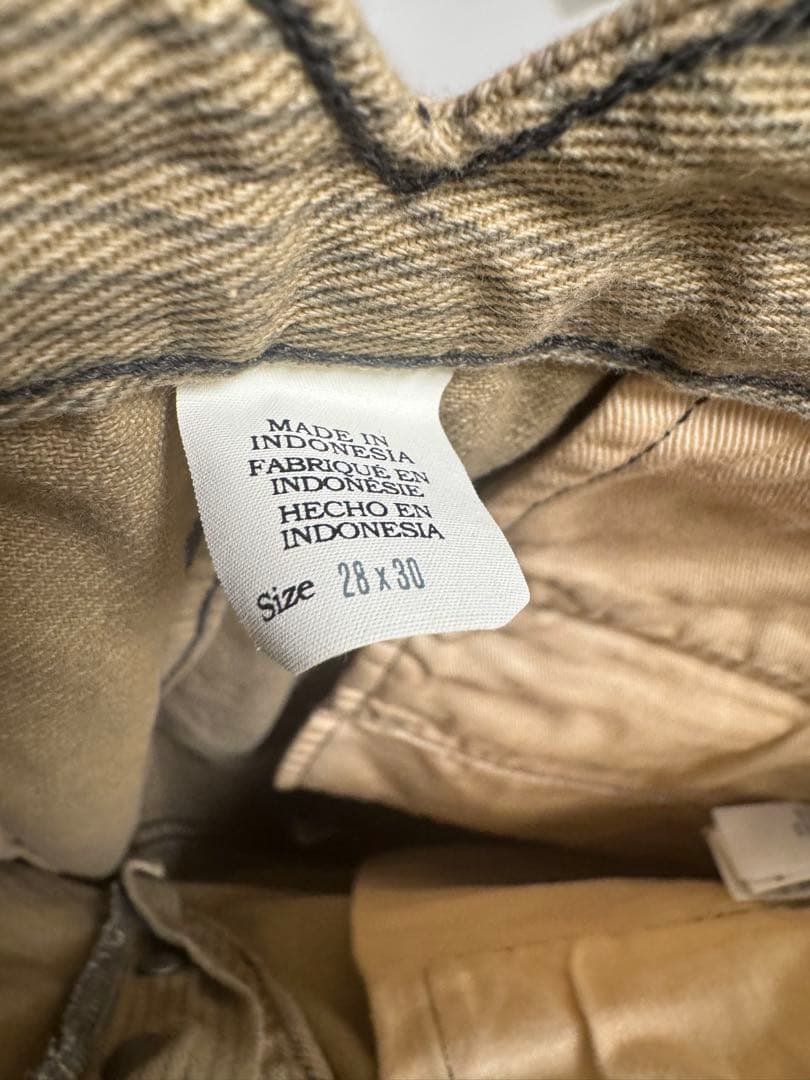 MADE IN
INDONESIA
FABRIQUÉ EN
INDONÉSIE
HECHO EN
INDONESIA
Size 28 x 30